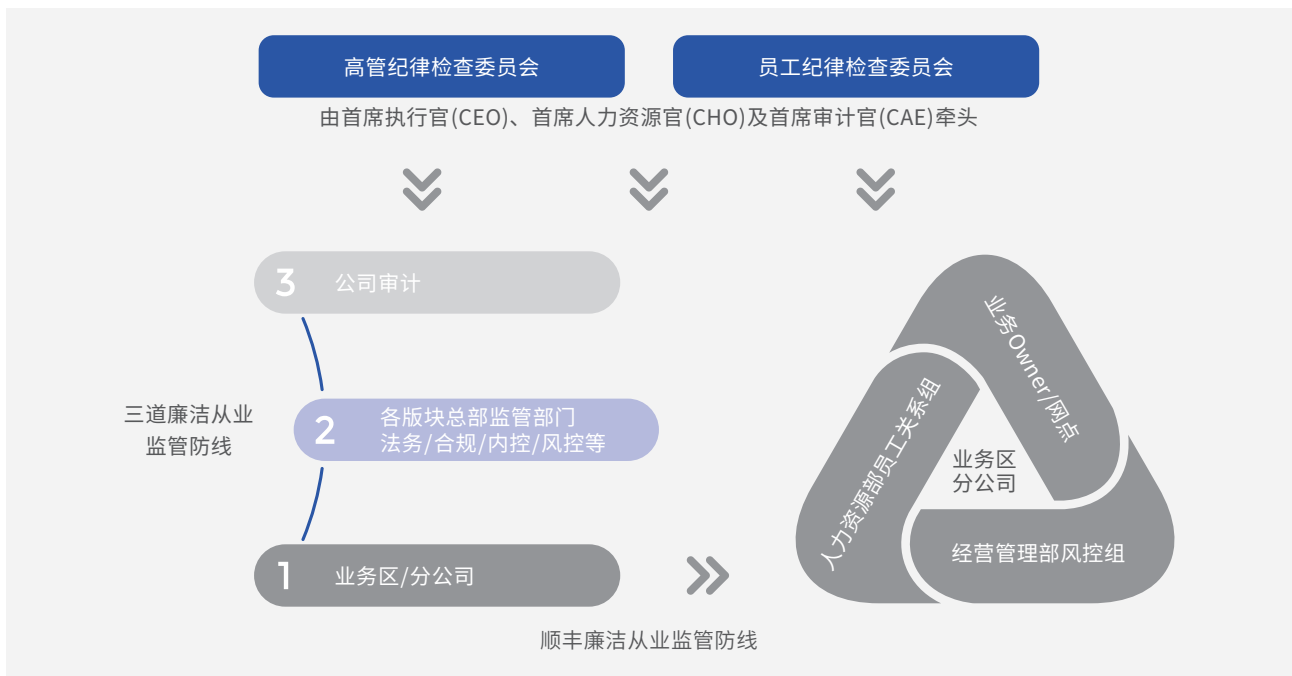 高管纪律检查委员会
员工纪律检查委员会
由首席执行官(CEO)、首席人力资源官(CHO)及首席审计官(CAE)牵头
3
公司审计
三道廉洁从业
监管防线
2
各版块总部监管部门
法务/合规/内控/风控等
1
业务区/分公司
业务Owner/网点
人力资源部员工关系组
业务区
分公司
经营管理部风控组
顺丰廉洁从业监管防线